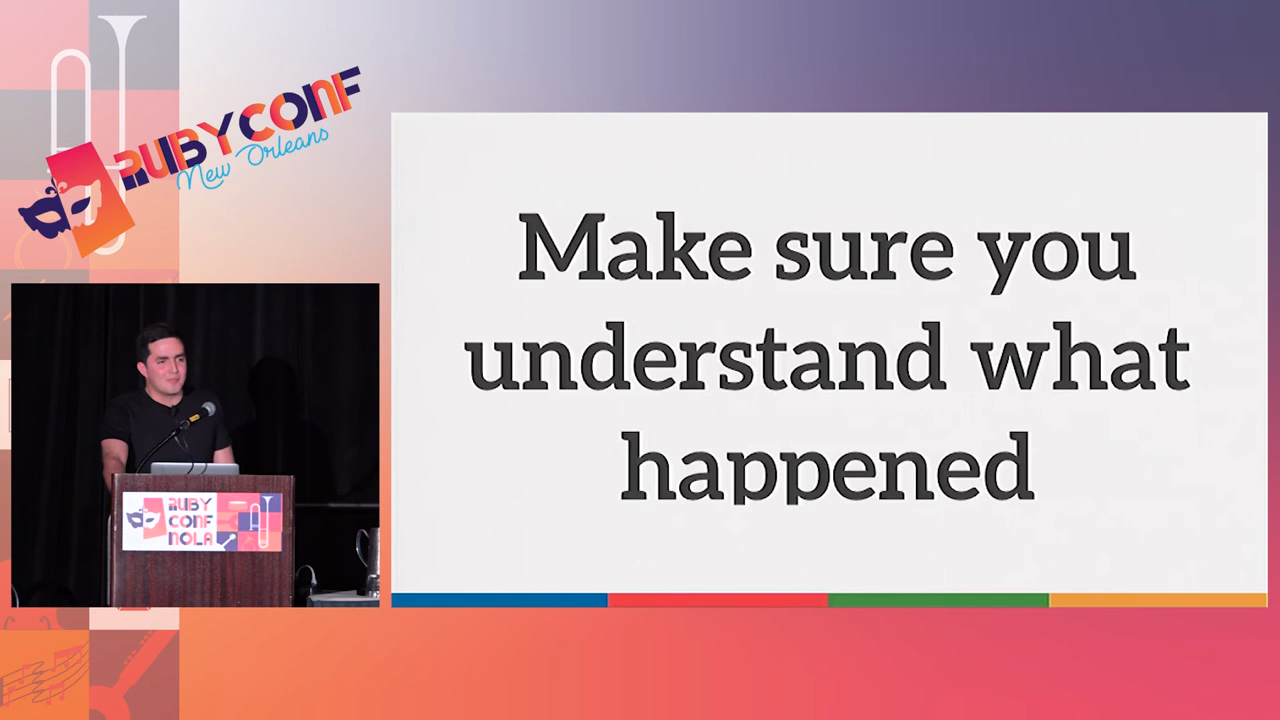 RUBYCONF
New Orleans
Make sure you
understand what
happened
RUBY
CONF
NOLA